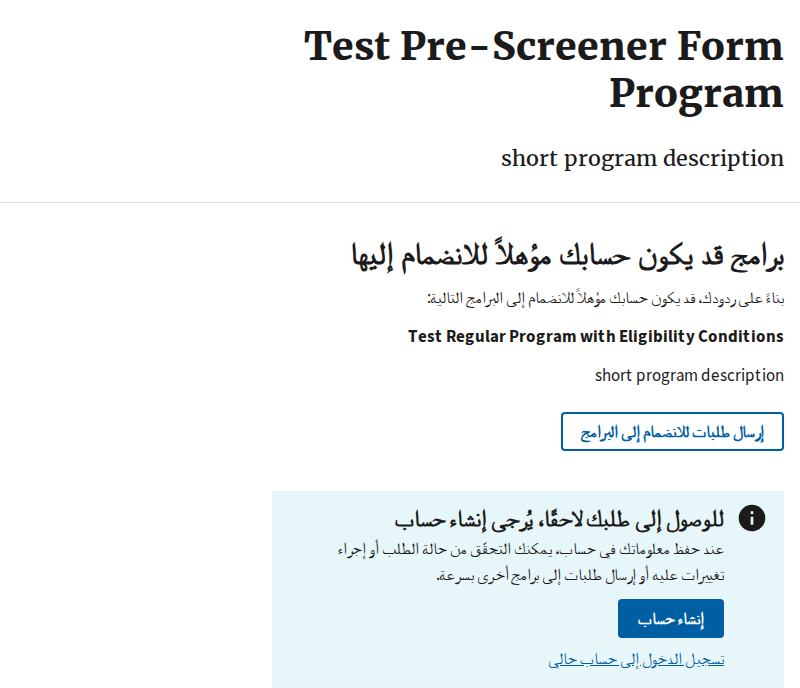 Test Pre-Screener Form
Program
short program description
برامج قد يكون حسابك مؤهلاً للانضمام إليها
بناءً على ردودك، قد يكون حسابك مؤهلاً للانضمام إلى البرامج التالية:
Test Regular Program with Eligibility Conditions
short program description
إرسال طلبات للانضمام إلى البرامج
للوصول إلى طلبك لاحقًا، يُرجى إنشاء حساب
عند حفظ معلوماتك في حساب، يمكنك التحقّق من حالة الطلب أو إجراء
تغييرات عليه أو إرسال طلبات إلى برامج أخرى بسرعة.
إنشاء حساب
تسجيل الدخول إلى حساب حالي